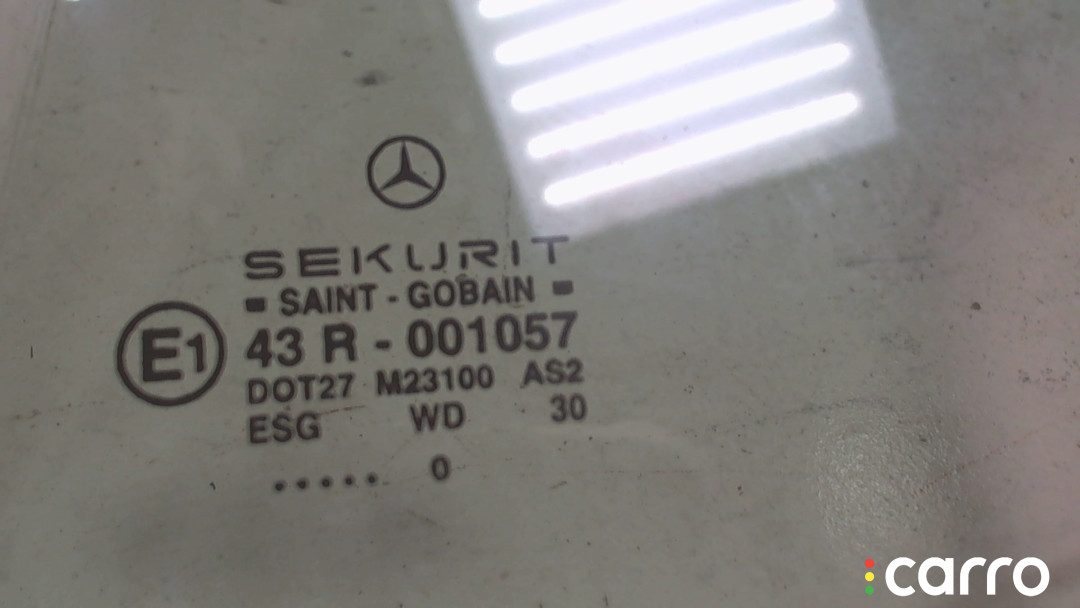 SEKURIT
SAINT - GOBAIN
E1 43 R - 001057
DOT27 M23100 AS2
ESG WD 30
..... 0
carro